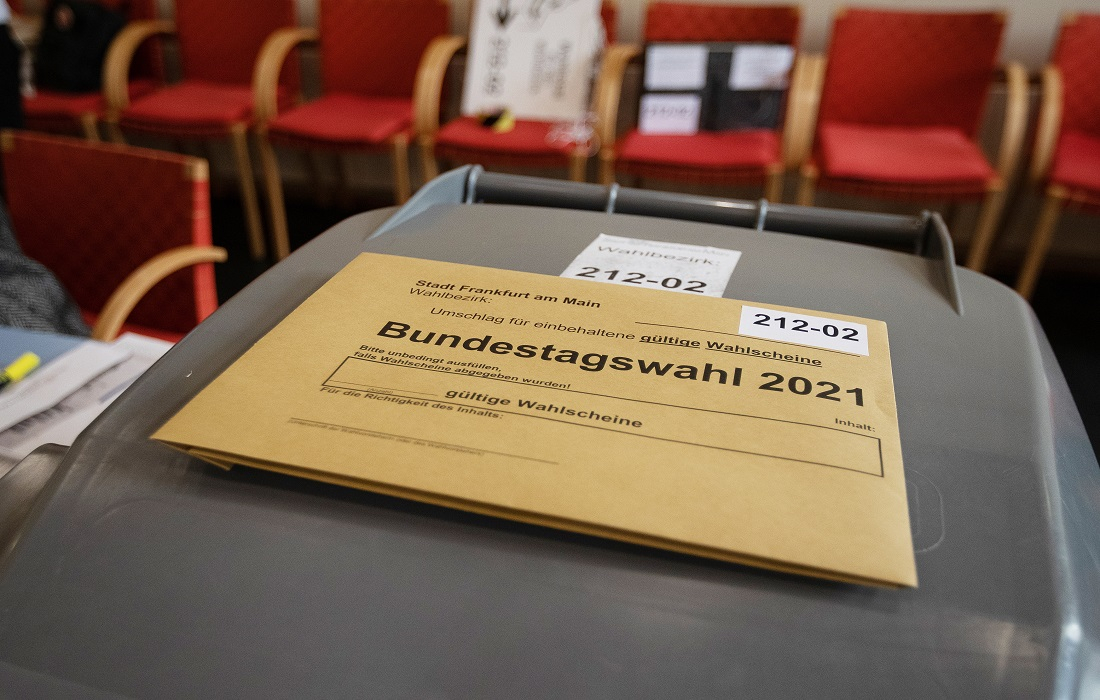 Wahlbezirk:
212-02
Stadt Frankfurt am Main
Wahlbezirk:
212-02
Umschlag für einbehaltene gültige Wahlscheine
Bundestagswahl 2021
Bitte unbedingt ausfüllen,
falls Wahlscheine abgegeben wurden!
Inhalt:
gültige Wahlscheine
Für die Richtigkeit des Inhalts: